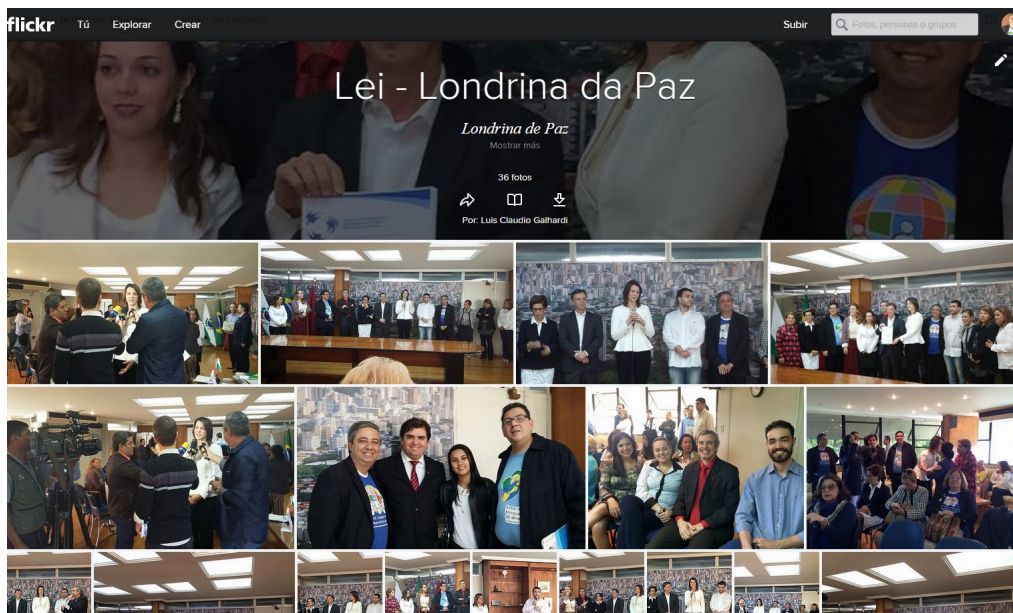 flickr Tú Explorar Crear Subir Fotos, personas o grupos
Lei - Londrina da Paz
Londrina de Paz
Mostrar más
36 fotos
Por: Luis Claudio Galhardi